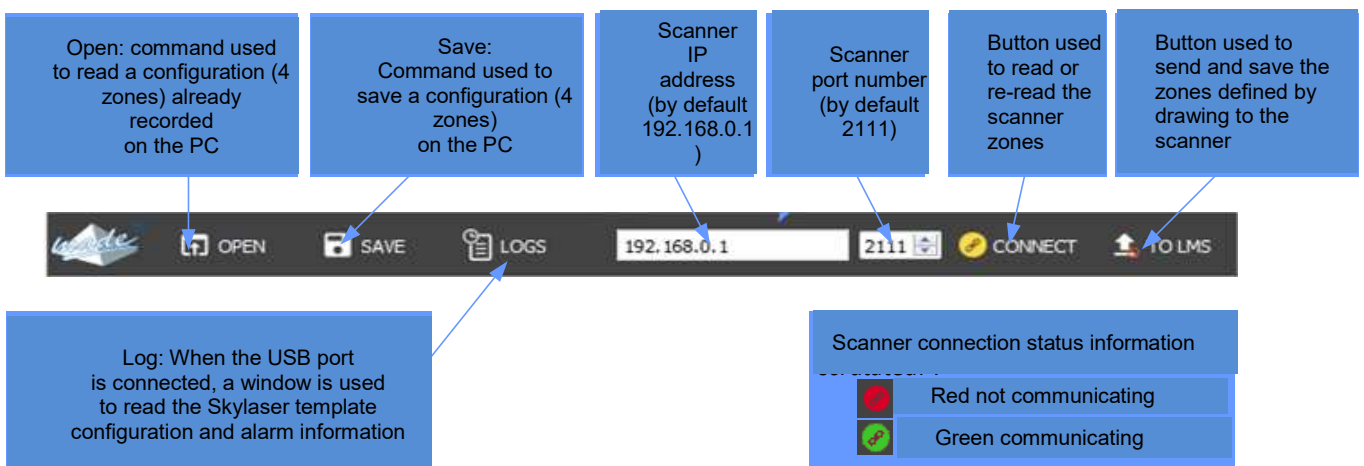 Open: command used
to read a configuration (4
zones) already
recorded
on the PC
Save:
Command used to
save a configuration (4
zones)
on the PC
Scanner
IP
address
(by default
192.168.0.1
)
Scanner
port number
(by default
2111)
Button used
to read or
re-read the
scanner
zones
Button used to
send and save the
zones defined by
drawing to the
scanner
wade
OPEN
SAVE
LOGS
192.168.0.1
2111
CONNECT
TO LMS
Log: When the USB port
is connected, a window is used
to read the Skylaser template
configuration and alarm information
Scanner connection status information
Red not communicating
Green communicating